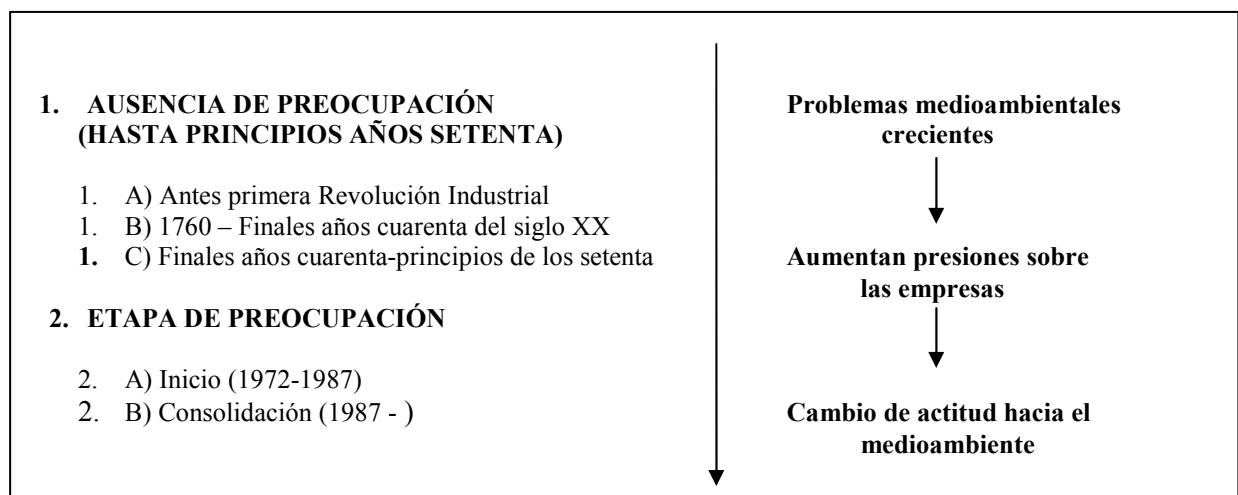 1. AUSENCIA DE PREOCUPACIÓN
(HASTA PRINCIPIOS AÑOS SETENTA)
1. A) Antes primera Revolución Industrial
1. B) 1760 – Finales años cuarenta del siglo XX
1. C) Finales años cuarenta-principios de los setenta
2. ETAPA DE PREOCUPACIÓN
2. A) Inicio (1972-1987)
2. B) Consolidación (1987 - )
Problemas medioambientales
crecientes
Aumentan presiones sobre
las empresas
Cambio de actitud hacia el
medioambiente